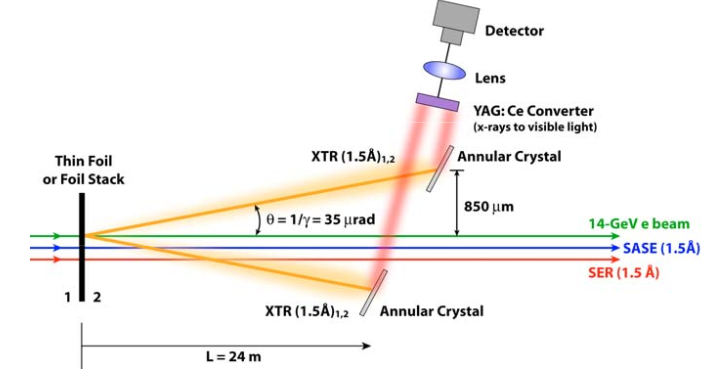 Detector
Lens
YAG: Ce Converter
(x-rays to visible light)
XTR (1.5Å)1,2
Annular Crystal
Thin Foil
or Foil Stack
θ = 1/γ = 35 μrad
850 μm
14-GeV e beam
SASE (1.5Å)
SER (1.5 Å)
1 2
XTR (1.5Å)1,2
Annular Crystal
L = 24 m